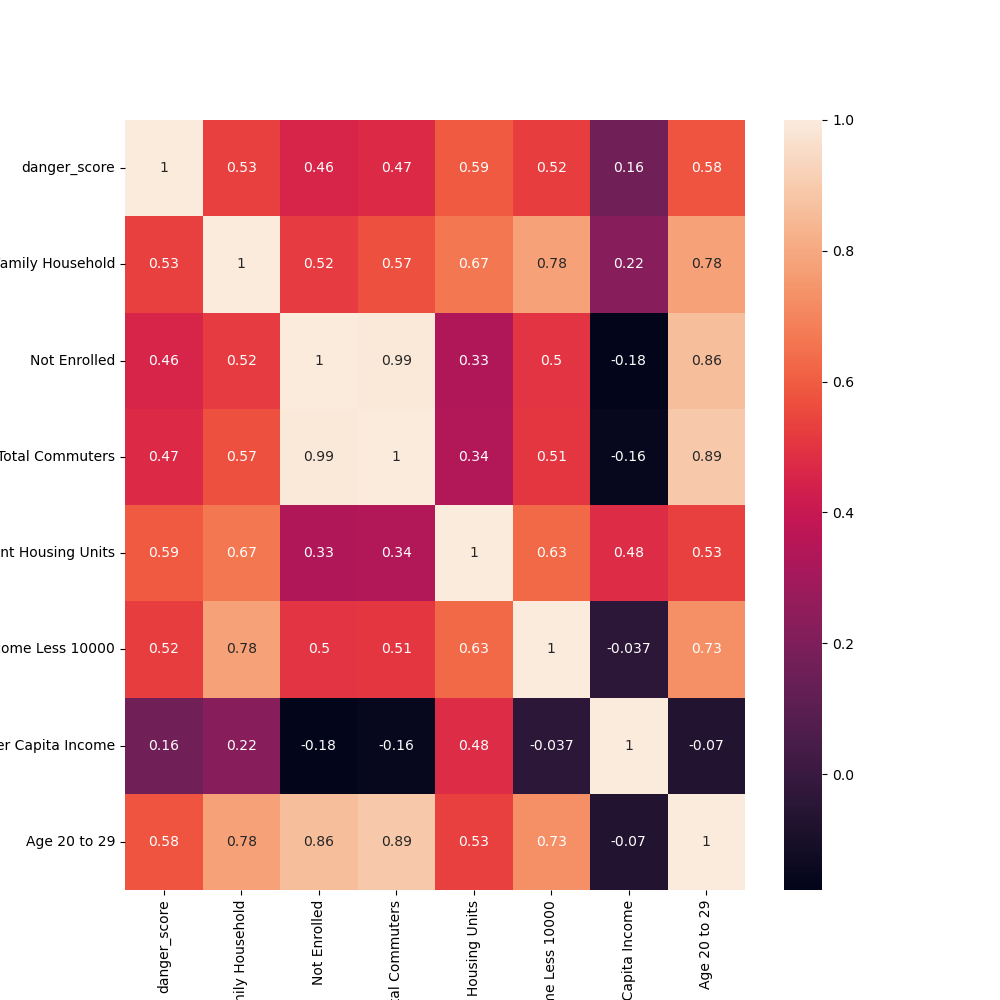 danger_score 1 0.53 0.46 0.47 0.59 0.52 0.16 0.58
amily Household 0.53 1 0.52 0.57 0.67 0.78 0.22 0.78
Not Enrolled 0.46 0.52 1 0.99 0.33 0.5 -0.18 0.86
Total Commuters 0.47 0.57 0.99 1 0.34 0.51 -0.16 0.89
nt Housing Units 0.59 0.67 0.33 0.34 1 0.63 0.48 0.53
ome Less 10000 0.52 0.78 0.5 0.51 0.63 1 -0.037 0.73
er Capita Income 0.16 0.22 -0.18 -0.16 0.48 -0.037 1 -0.07
Age 20 to 29 0.58 0.78 0.86 0.89 0.53 0.73 -0.07 1
danger_score
mily Household
Not Enrolled
al Commuters
Housing Units
me Less 10000
Capita Income
Age 20 to 29
1.0
0.8
0.6
0.4
0.2
0.0